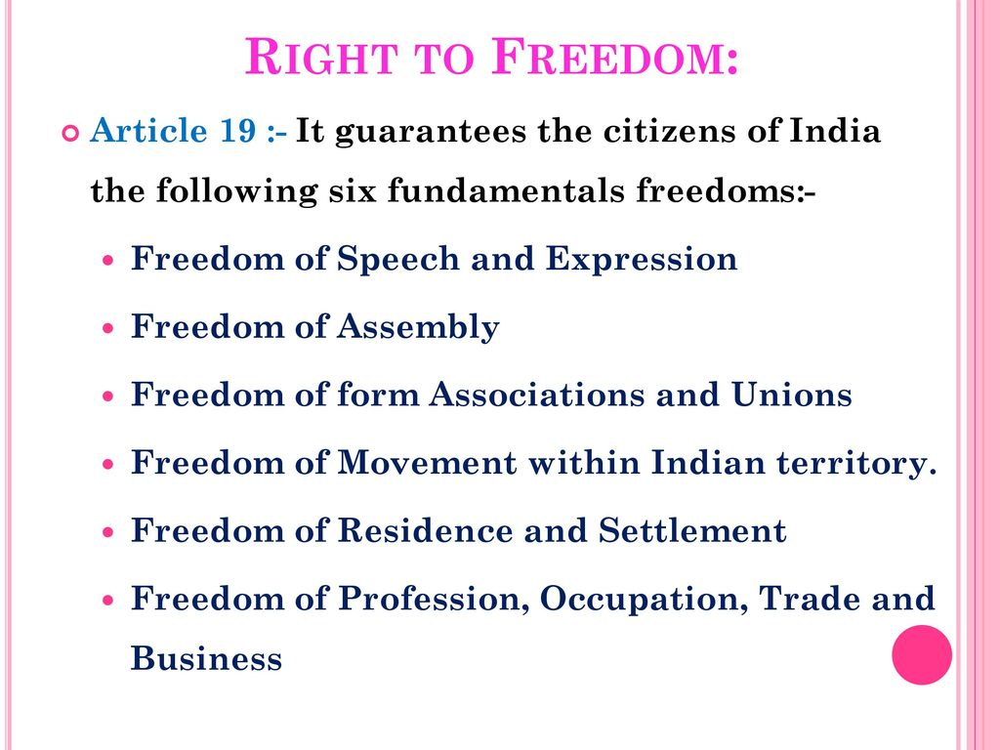 RIGHT TO FREEDOM:
Article 19 :- It guarantees the citizens of India
the following six fundamentals freedoms:-
Freedom of Speech and Expression
Freedom of Assembly
Freedom of form Associations and Unions
Freedom of Movement within Indian territory.
Freedom of Residence and Settlement
Freedom of Profession, Occupation, Trade and
Business